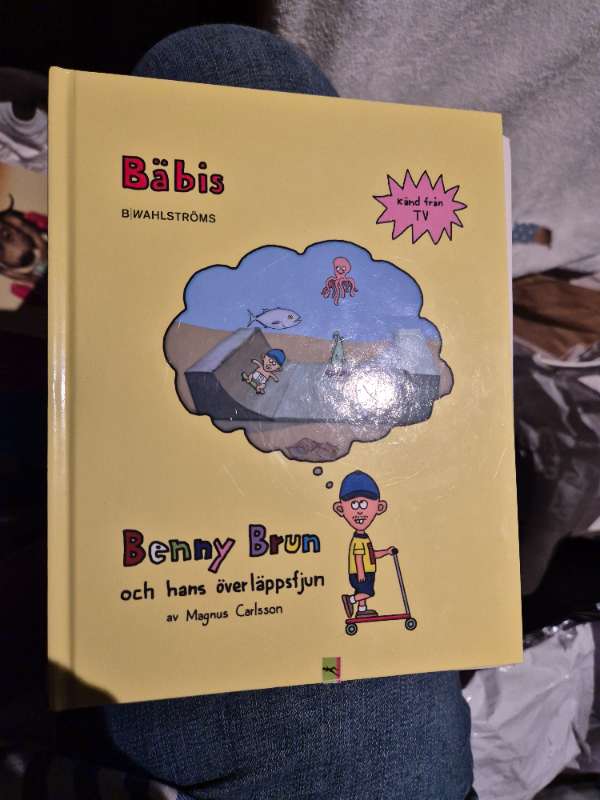 Bäbis
B|WAHLSTRÖMS
Känd från
TV
Benny Brun
och hans överläppsfjun
av Magnus Carlsson